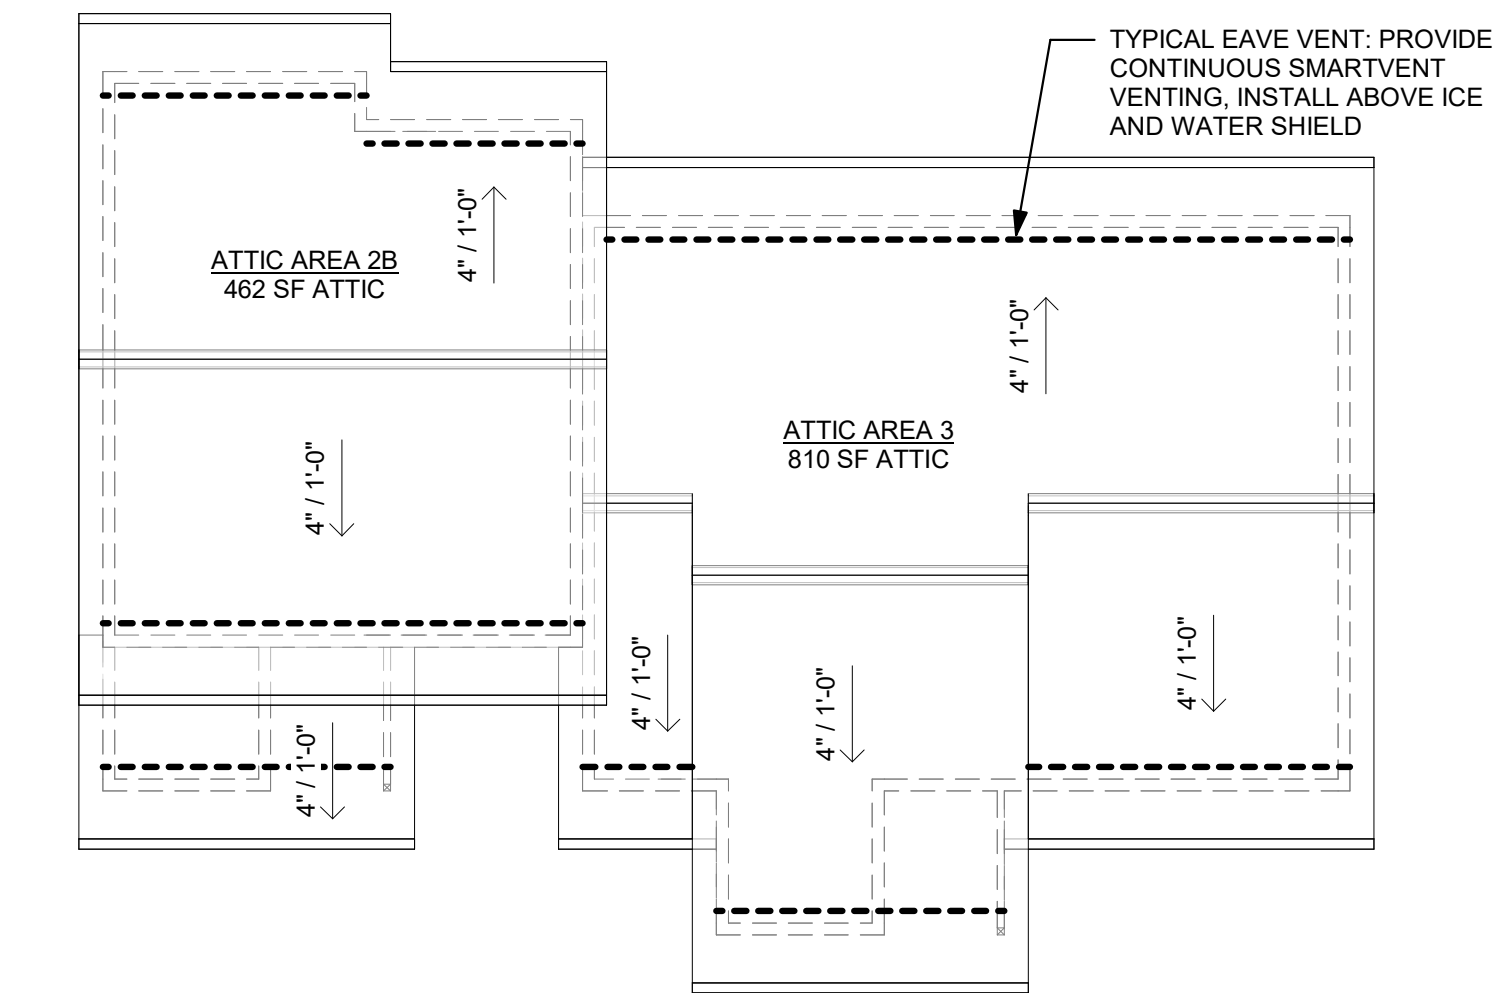 TYPICAL EAVE VENT: PROVIDE
CONTINUOUS SMARTVENT
VENTING, INSTALL ABOVE ICE
AND WATER SHIELD
4" / 1'-0"
ATTIC AREA 2B
462 SF ATTIC
4" / 1'-0"
ATTIC AREA 3
810 SF ATTIC
4" / 1'-0"
4" / 1'-0"
4" / 1'-0"
4" / 1'-0"
4" / 1'-0"